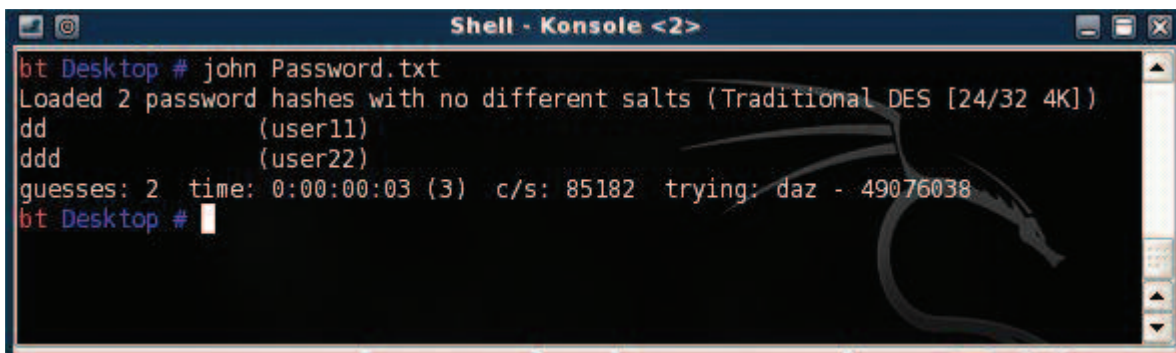 Shell - Konsole <2>
bt Desktop # john Password.txt
Loaded 2 password hashes with no different salts (Traditional DES [24/32 4K])
dd (user11)
ddd (user22)
guesses: 2 time: 0:00:00:03 (3) c/s: 85182 trying: daz - 49076038
bt Desktop #